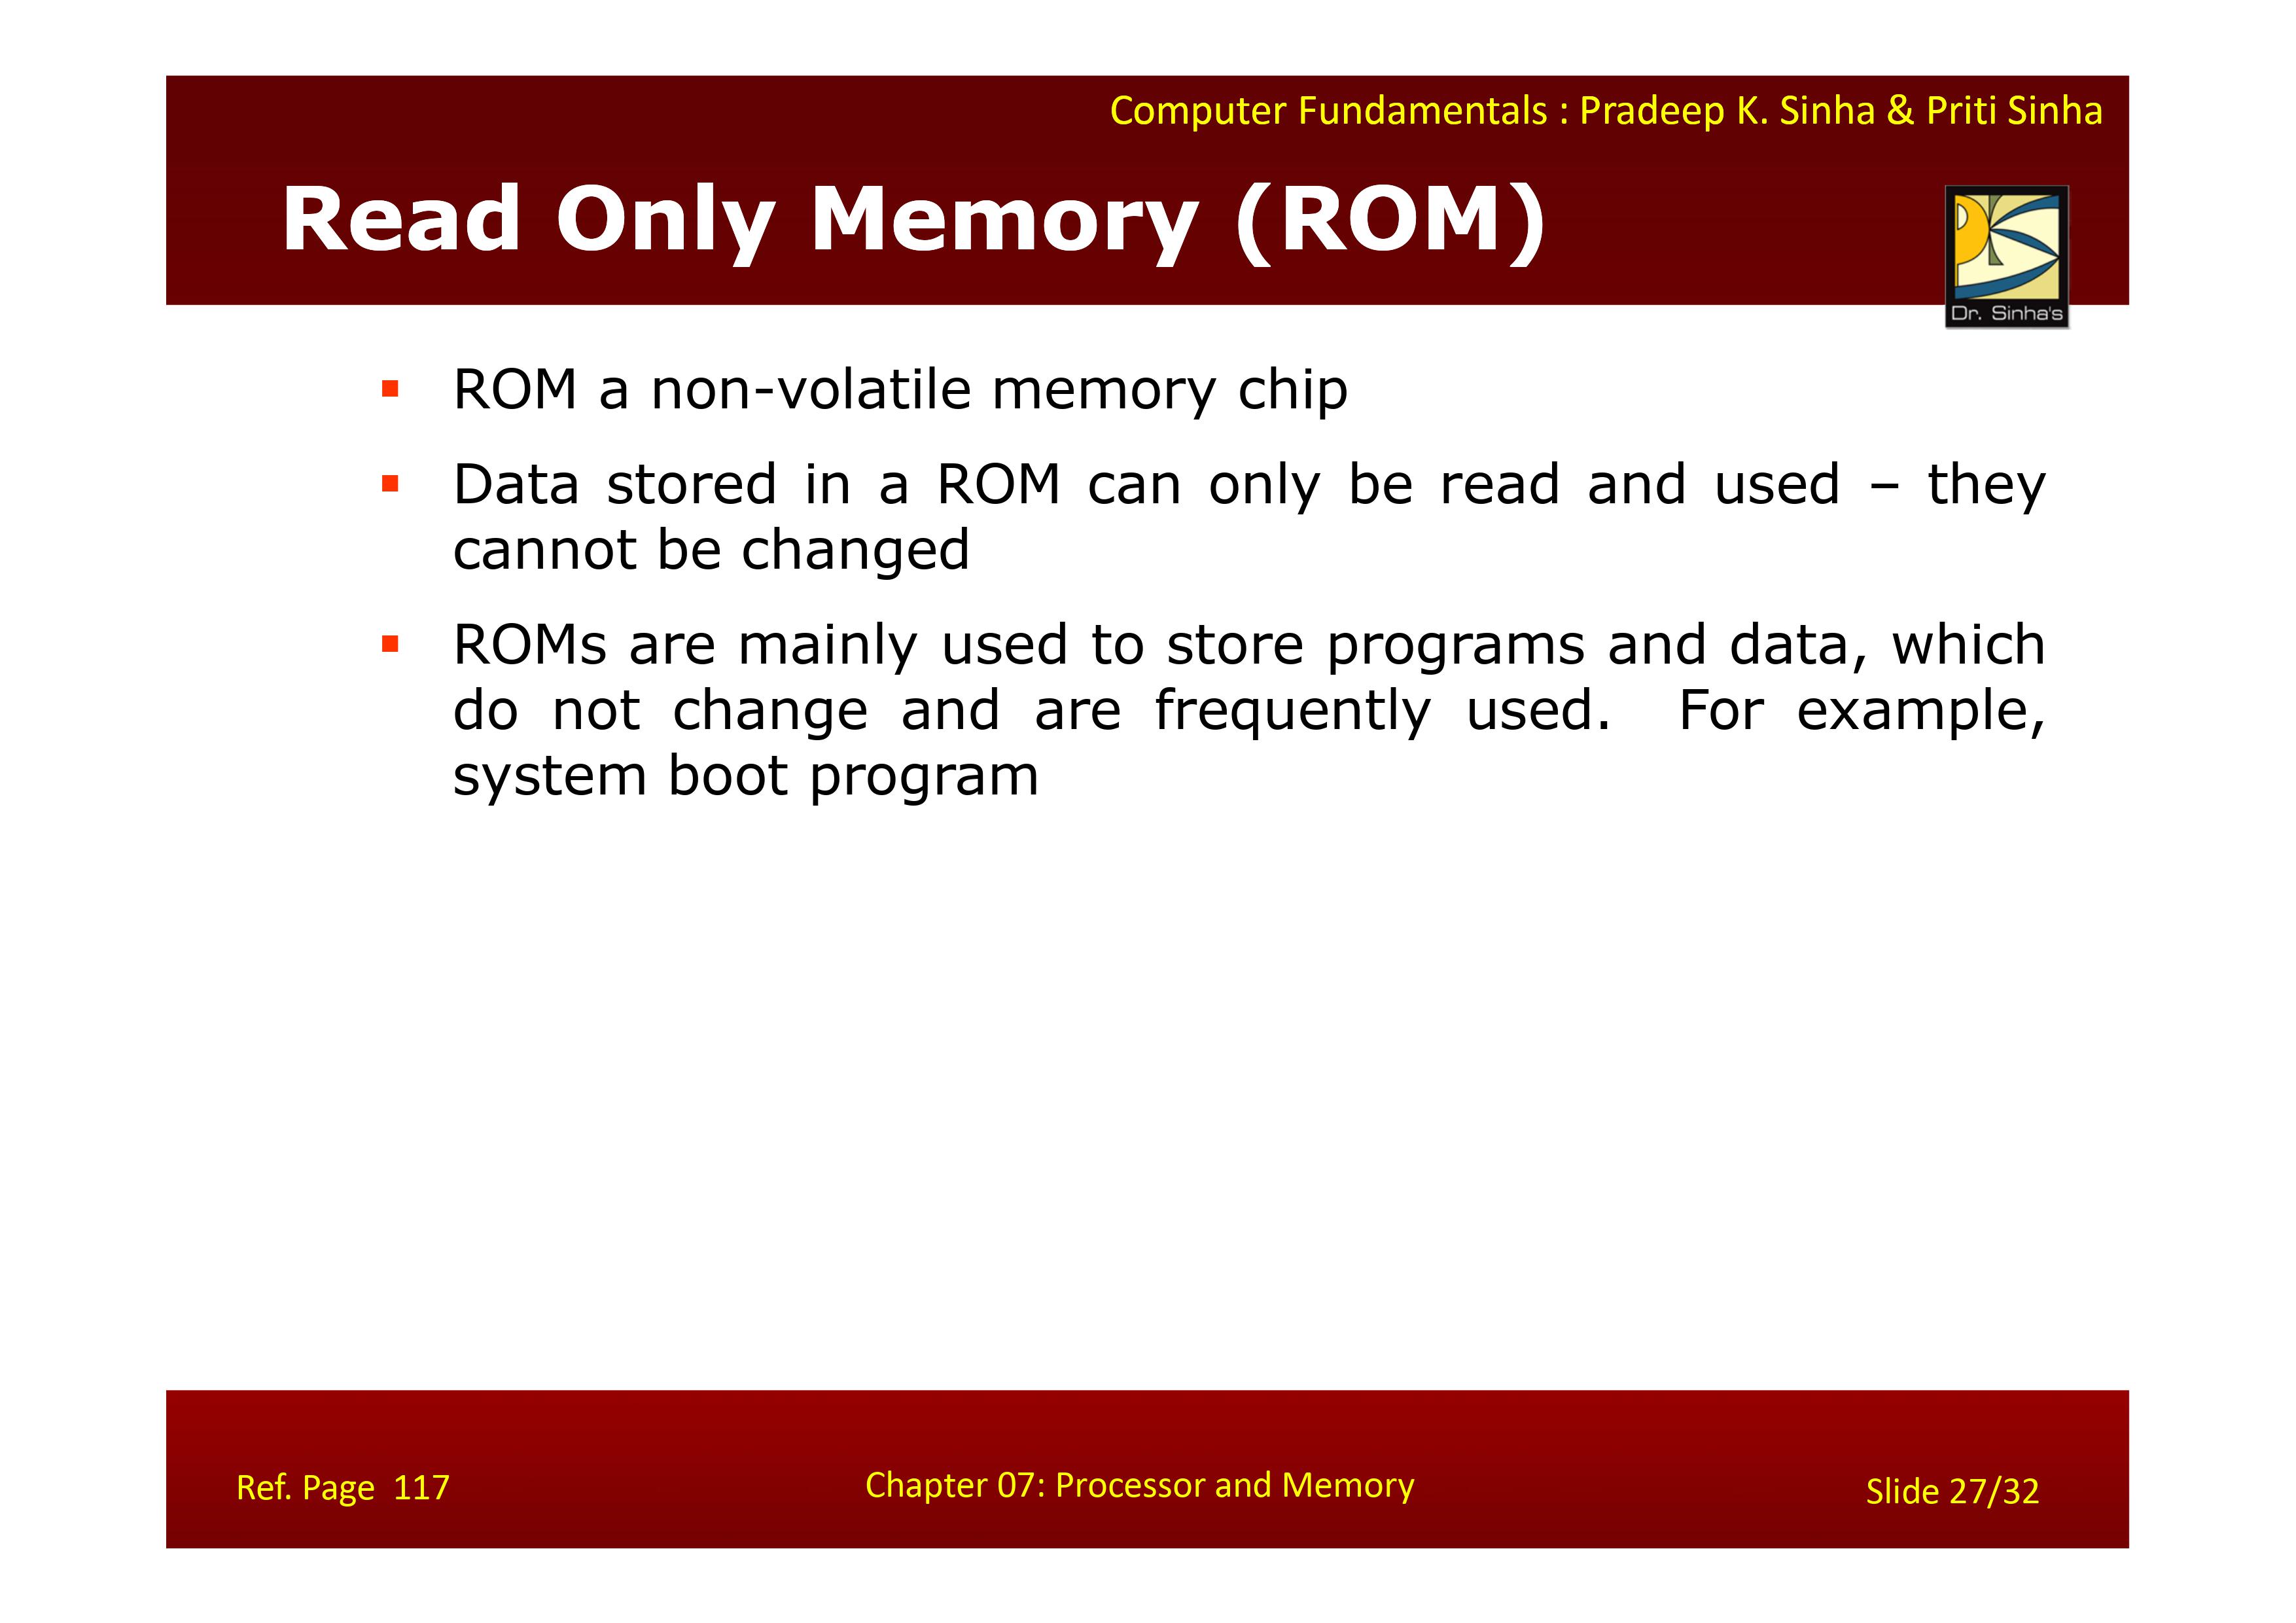 Computer Fundamentals : Pradeep K. Sinha & Priti Sinha
Read Only Memory (ROM)
Dr. Sinha's
▪ ROM a non-volatile memory chip
▪ Data stored in a ROM can only be read and used – they
cannot be changed
▪ ROMs are mainly used to store programs and data, which
do not change and are frequently used. For example,
system boot program
Ref. Page 117
Chapter 07: Processor and Memory
Slide 27/32